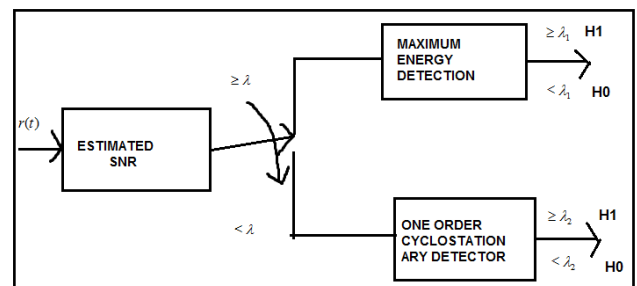 MAXIMUM
ENERGY
DETECTION
≥ λ₁ H1
< λ₁ H0
≥ λ
r(t)
ESTIMATED
SNR
< λ
ONE ORDER
CYCLOSTATION
ARY DETECTOR
≥ λ₂ H1
< λ₂ H0